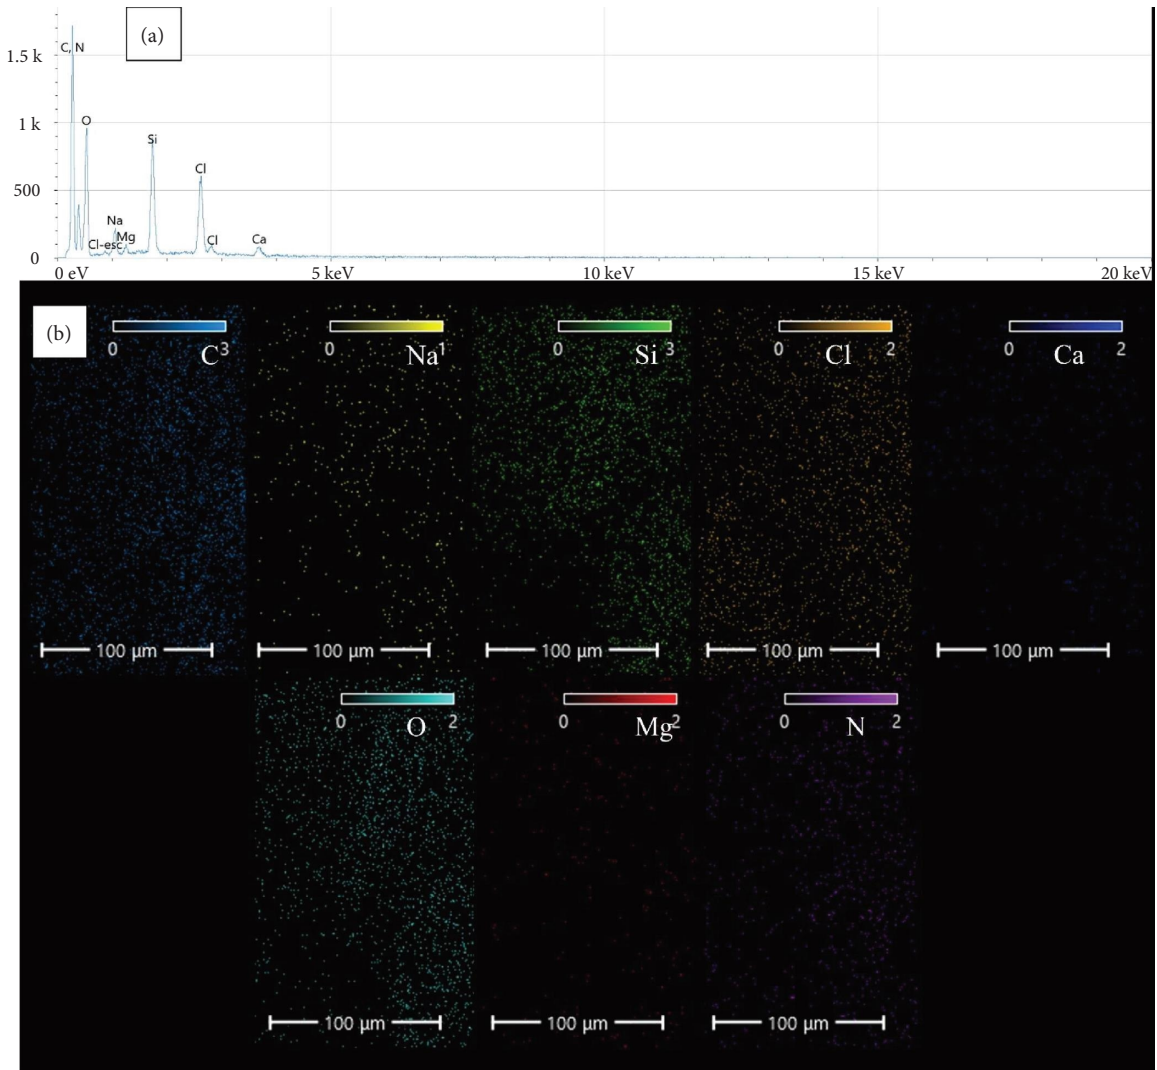 (a)
1.5 k
1 k
500
0
C, N
O
Cl-esc
Na
Mg
Si
Cl
Cl
Ca
0 eV 5 keV 10 keV 15 keV 20 keV
(b)
0 3 0 1 0 3 0 2 0 2
C Na Si Cl Ca
100 µm 100 µm 100 µm 100 µm 100 µm
0 2 0 2 0 2
O Mg N
100 µm 100 µm 100 µm